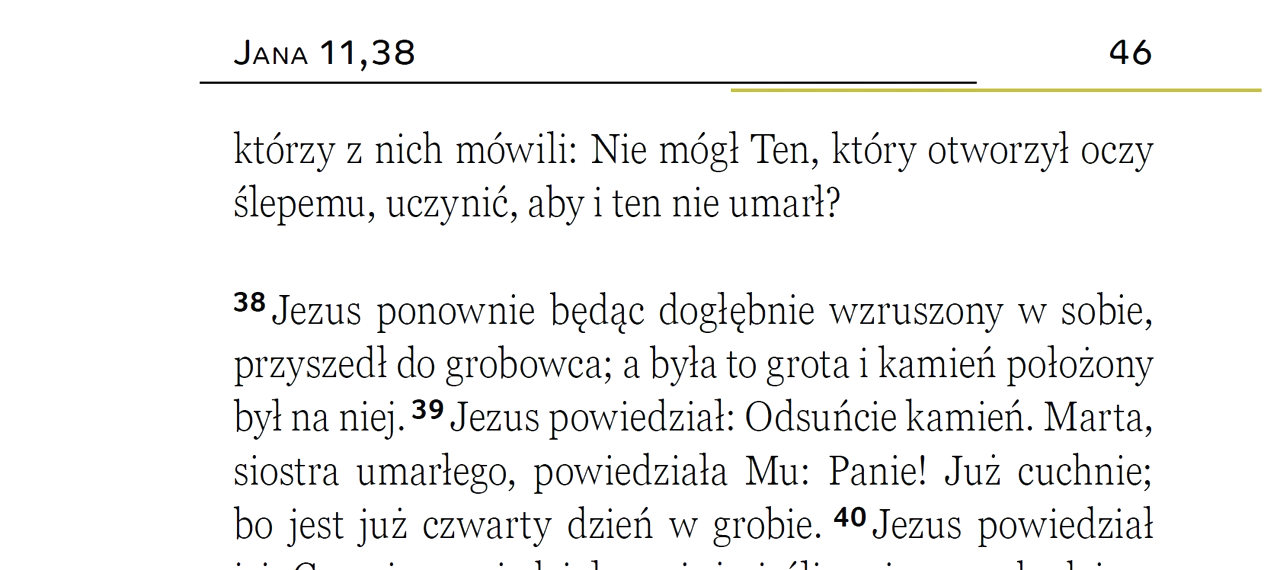 Jana 11,38 46
którzy z nich mówili: Nie mógł Ten, który otworzył oczy
ślepemu, uczynić, aby i ten nie umarł?
38 Jezus ponownie będąc dogłębnie wzruszony w sobie,
przyszedł do grobowca; a była to grota i kamień położony
był na niej. 39 Jezus powiedział: Odsuńcie kamień. Marta,
siostra umarłego, powiedziała Mu: Panie! Już cuchnie;
bo jest już czwarty dzień w grobie. 40 Jezus powiedział